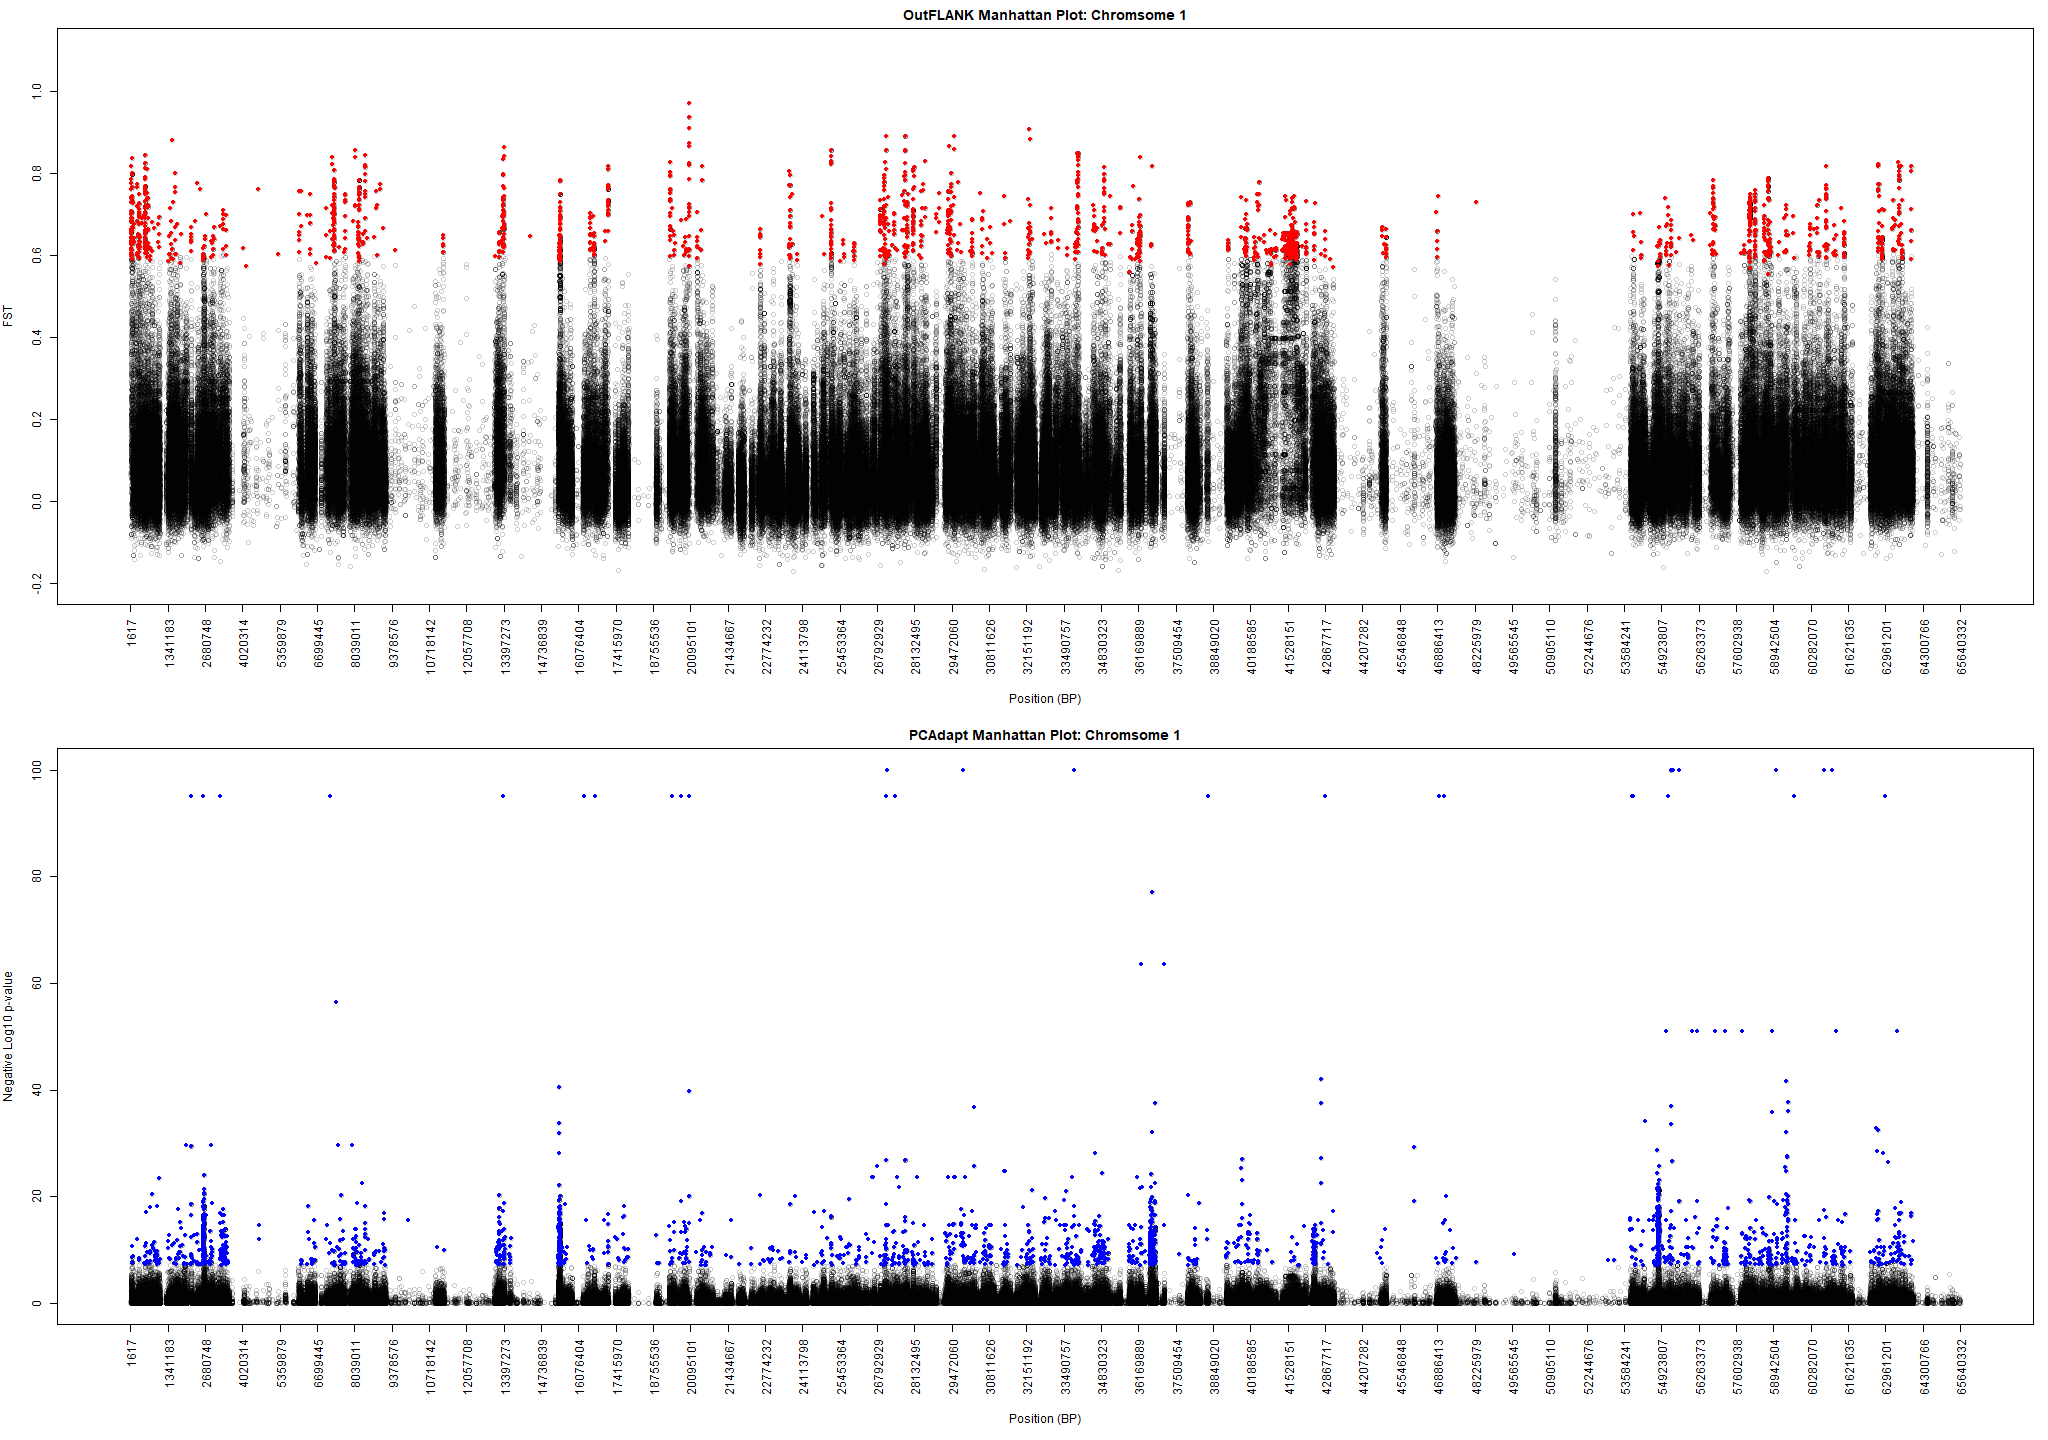 OutFLANK Manhattan Plot: Chromsome 1
FST
1.0
0.8
0.6
0.4
0.2
0.0
-0.2
1617 1341183 2680748 4020314 5359879 6699445 8039011 9378576 10718142 12057708 13397273 14736839 16076404 17415970 18755536 20095101 21434667 22774232 24113798 25453364 26792929 28132495 29472060 30811626 32151192 33490757 34830323 36169889 37509454 38849020 40188585 41528151 42867717 44207282 45546848 46886413 48225979 49565545 50905110 52244676 53584241 54923807 56263373 57602938 58942504 60282070 61621635 62961201 64300766 65640332
Position (BP)
PCAdapt Manhattan Plot: Chromsome 1
Negative Log10 p-value
100
80
60
40
20
0
1617 1341183 2680748 4020314 5359879 6699445 8039011 9378576 10718142 12057708 13397273 14736839 16076404 17415970 18755536 20095101 21434667 22774232 24113798 25453364 26792929 28132495 29472060 30811626 32151192 33490757 34830323 36169889 37509454 38849020 40188585 41528151 42867717 44207282 45546848 46886413 48225979 49565545 50905110 52244676 53584241 54923807 56263373 57602938 58942504 60282070 61621635 62961201 64300766 65640332
Position (BP)